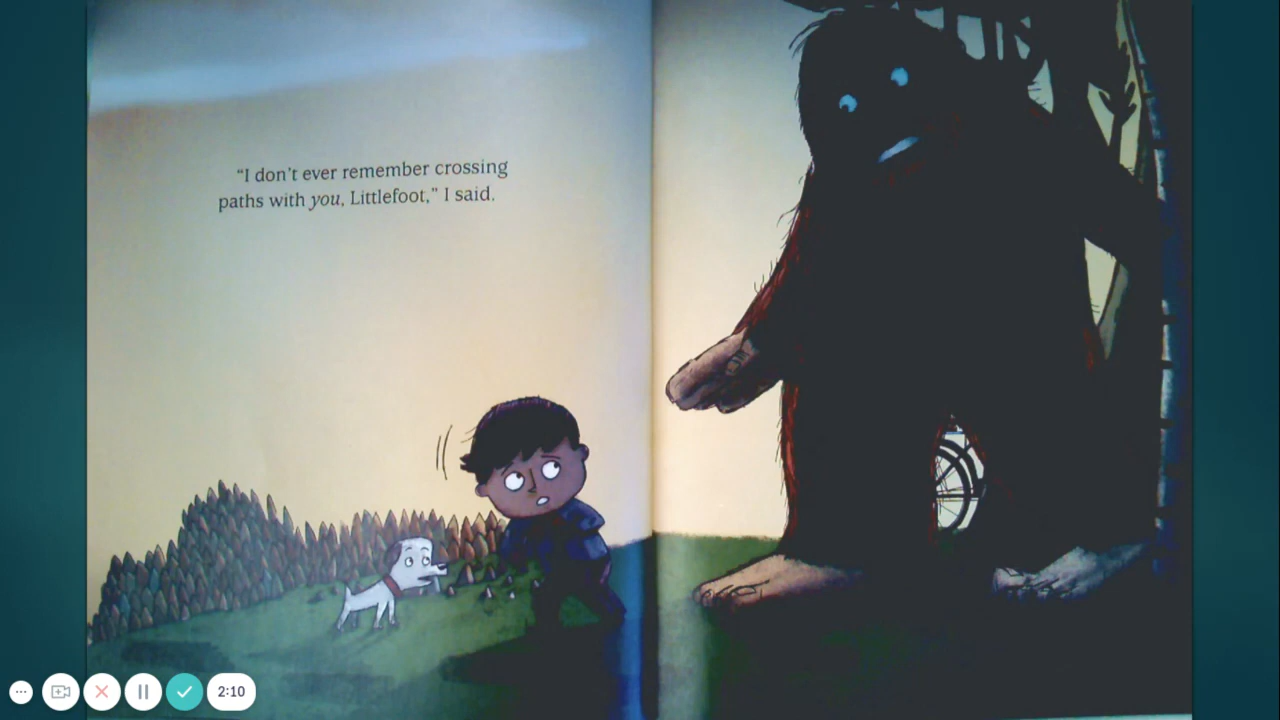 “I don’t ever remember crossing
paths with you, Littlefoot,” I said.
2:10